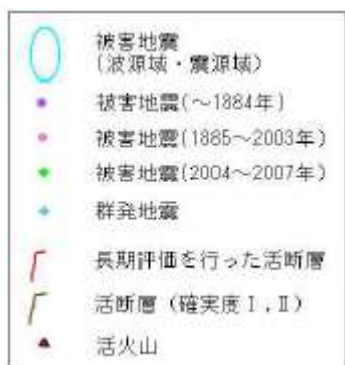 被害地震
(波源域・震源域)
被害地震(～1884年)
被害地震(1885～2003年)
被害地震(2004～2007年)
群発地震
長期評価を行った活断層
活断層（確実度Ⅰ,Ⅱ）
活火山